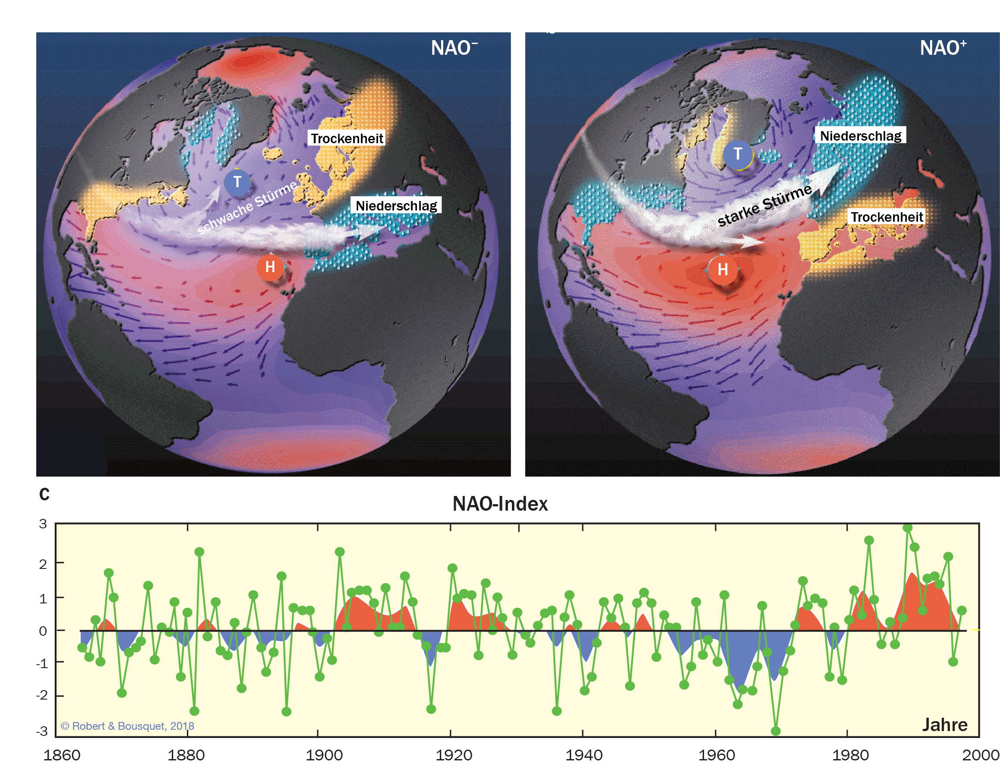 NAO⁻
Trockenheit
T
schwache Stürme
Niederschlag
H
NAO⁺
Niederschlag
T
starke Stürme
Trockenheit
H
c
NAO-Index
3
2
1
0
-1
-2
-3
© Robert & Bousquet, 2018
Jahre
1860 1880 1900 1920 1940 1960 1980 2000